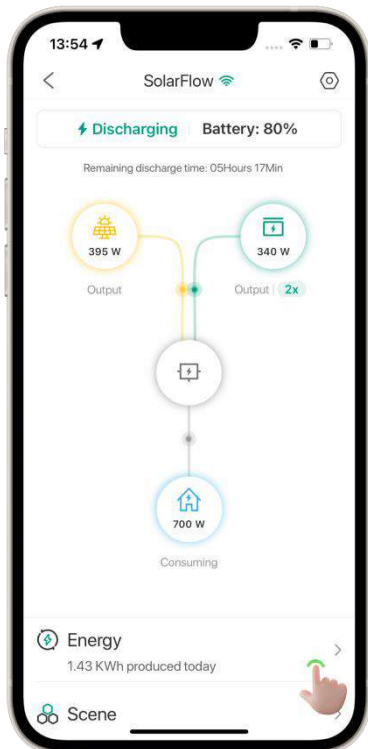 13:54
SolarFlow
Discharging Battery: 80%
Remaining discharge time: 05Hours 17Min
395 W 340 W
Output Output 2x
700 W
Consuming
Energy
1.43 KWh produced today
Scene